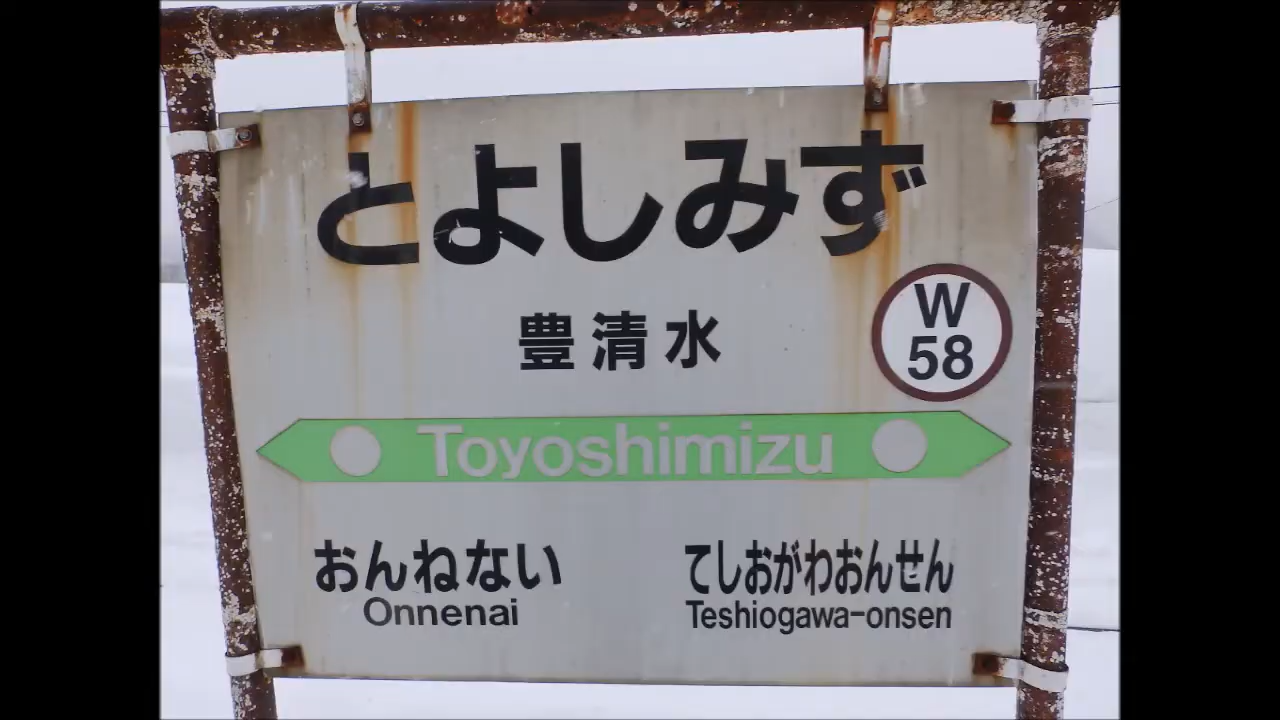 とよしみず
豊清水
W
58
Toyoshimizu
おんねない
Onnenai
てしおがわおんせん
Teshiogawa-onsen